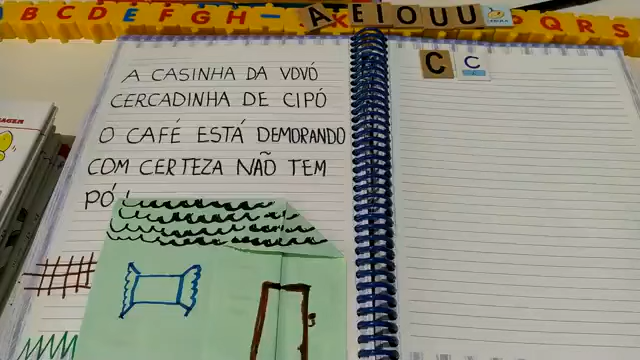 B C D E F G H
A E I O U U
Q R S
C C
A CASINHA DA VOVÓ
CERCADINHA DE CIPÓ
O CAFÉ ESTÁ DEMORANDO
COM CERTEZA NÃO TEM
PÓ!